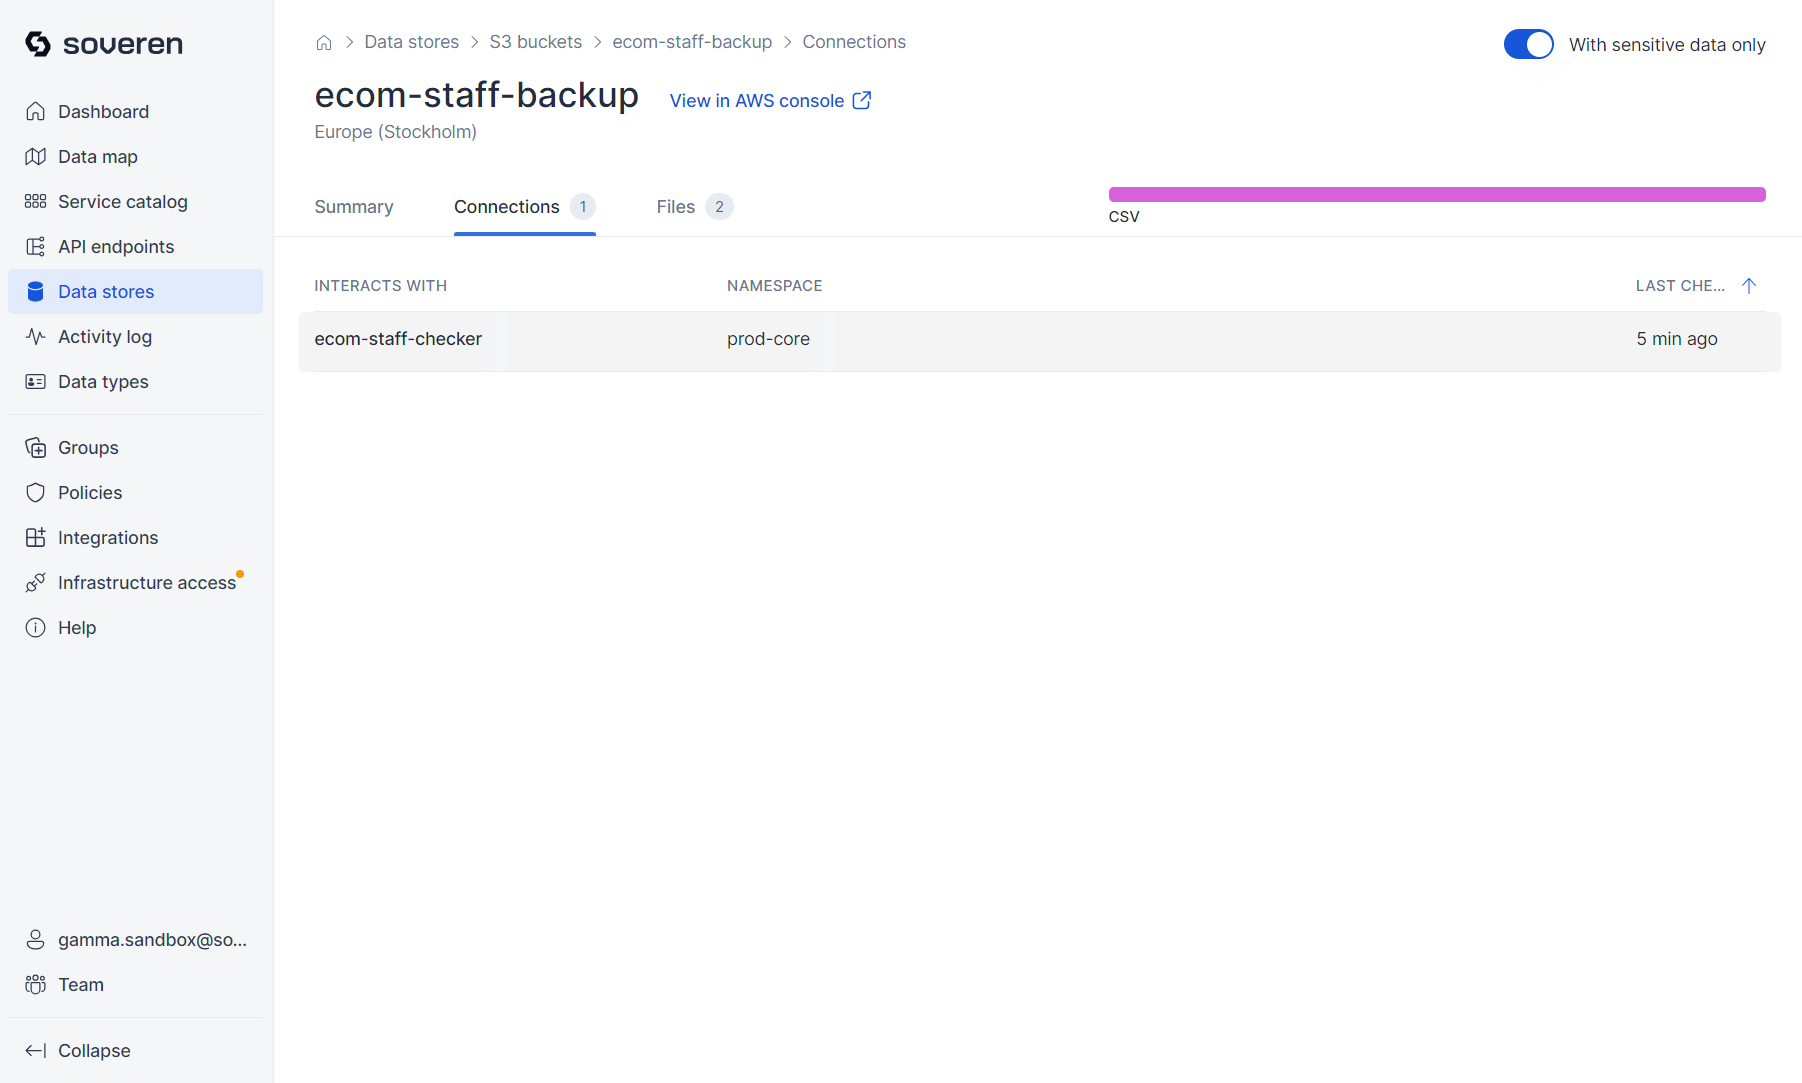 soveren
Dashboard
Data map
Service catalog
API endpoints
Data stores
Activity log
Data types
Groups
Policies
Integrations
Infrastructure access
Help
gamma.sandbox@so...
Team
Collapse
Data stores > S3 buckets > ecom-staff-backup > Connections
With sensitive data only
ecom-staff-backup View in AWS console
Europe (Stockholm)
Summary Connections 1 Files 2
CSV
INTERACTS WITH NAMESPACE LAST CHE...
ecom-staff-checker prod-core 5 min ago